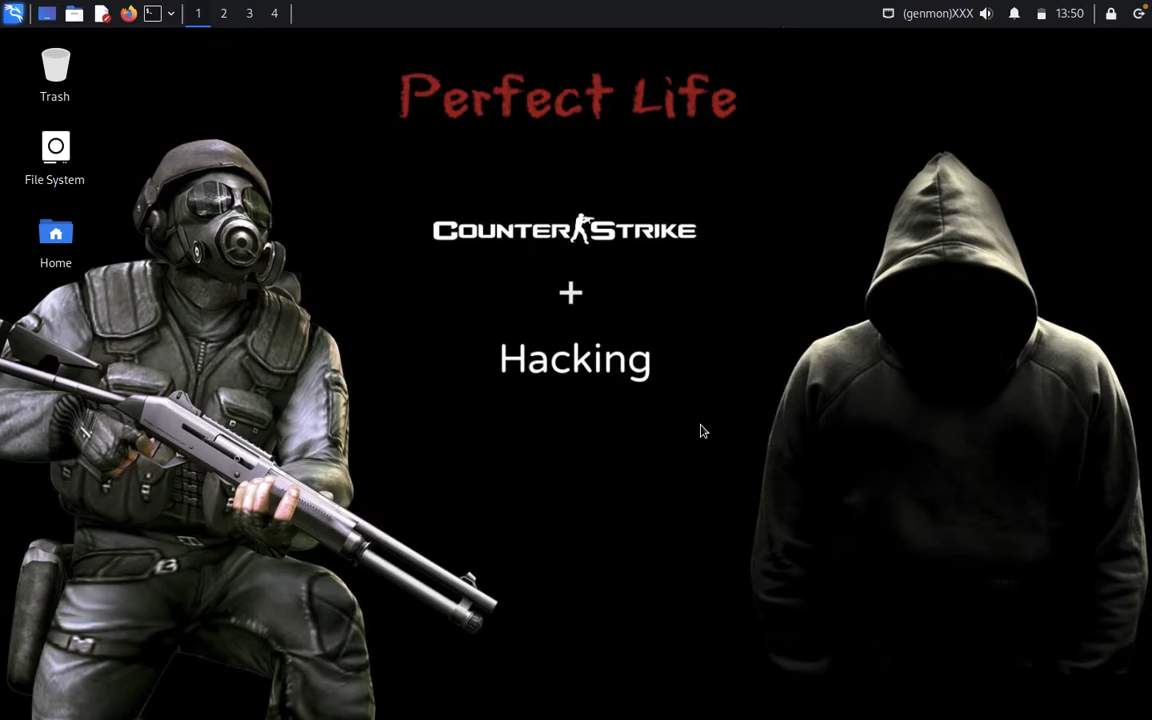 1 2 3 4 (genmon)XXX 13:50
Trash
File System
Home
Perfect Life
COUNTER STRIKE
+
Hacking